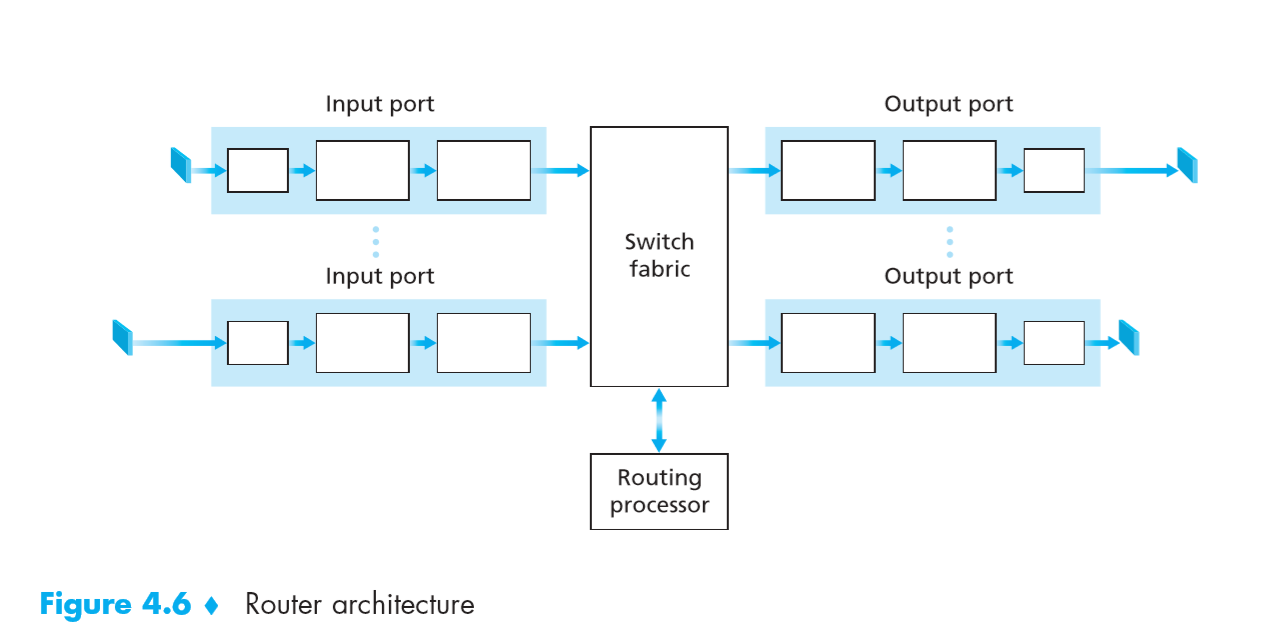 Input port
Output port
Switch
fabric
Input port
Output port
Routing
processor
Figure 4.6 ♦ Router architecture